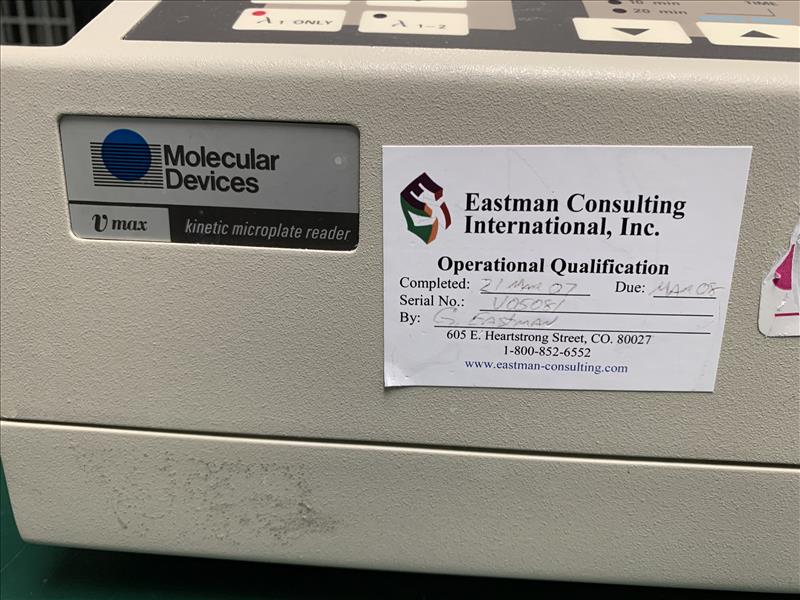 λ1 ONLY
λ 1-2
10 min
20 min
TIME
Molecular
Devices
Vmax
kinetic microplate reader
Eastman Consulting
International, Inc.
Operational Qualification
Completed: 21 Mar 07 Due: MAR 08
Serial No.: V05081
By: G. EASTMAN
605 E. Heartstrong Street, CO. 80027
1-800-852-6552
www.eastman-consulting.com